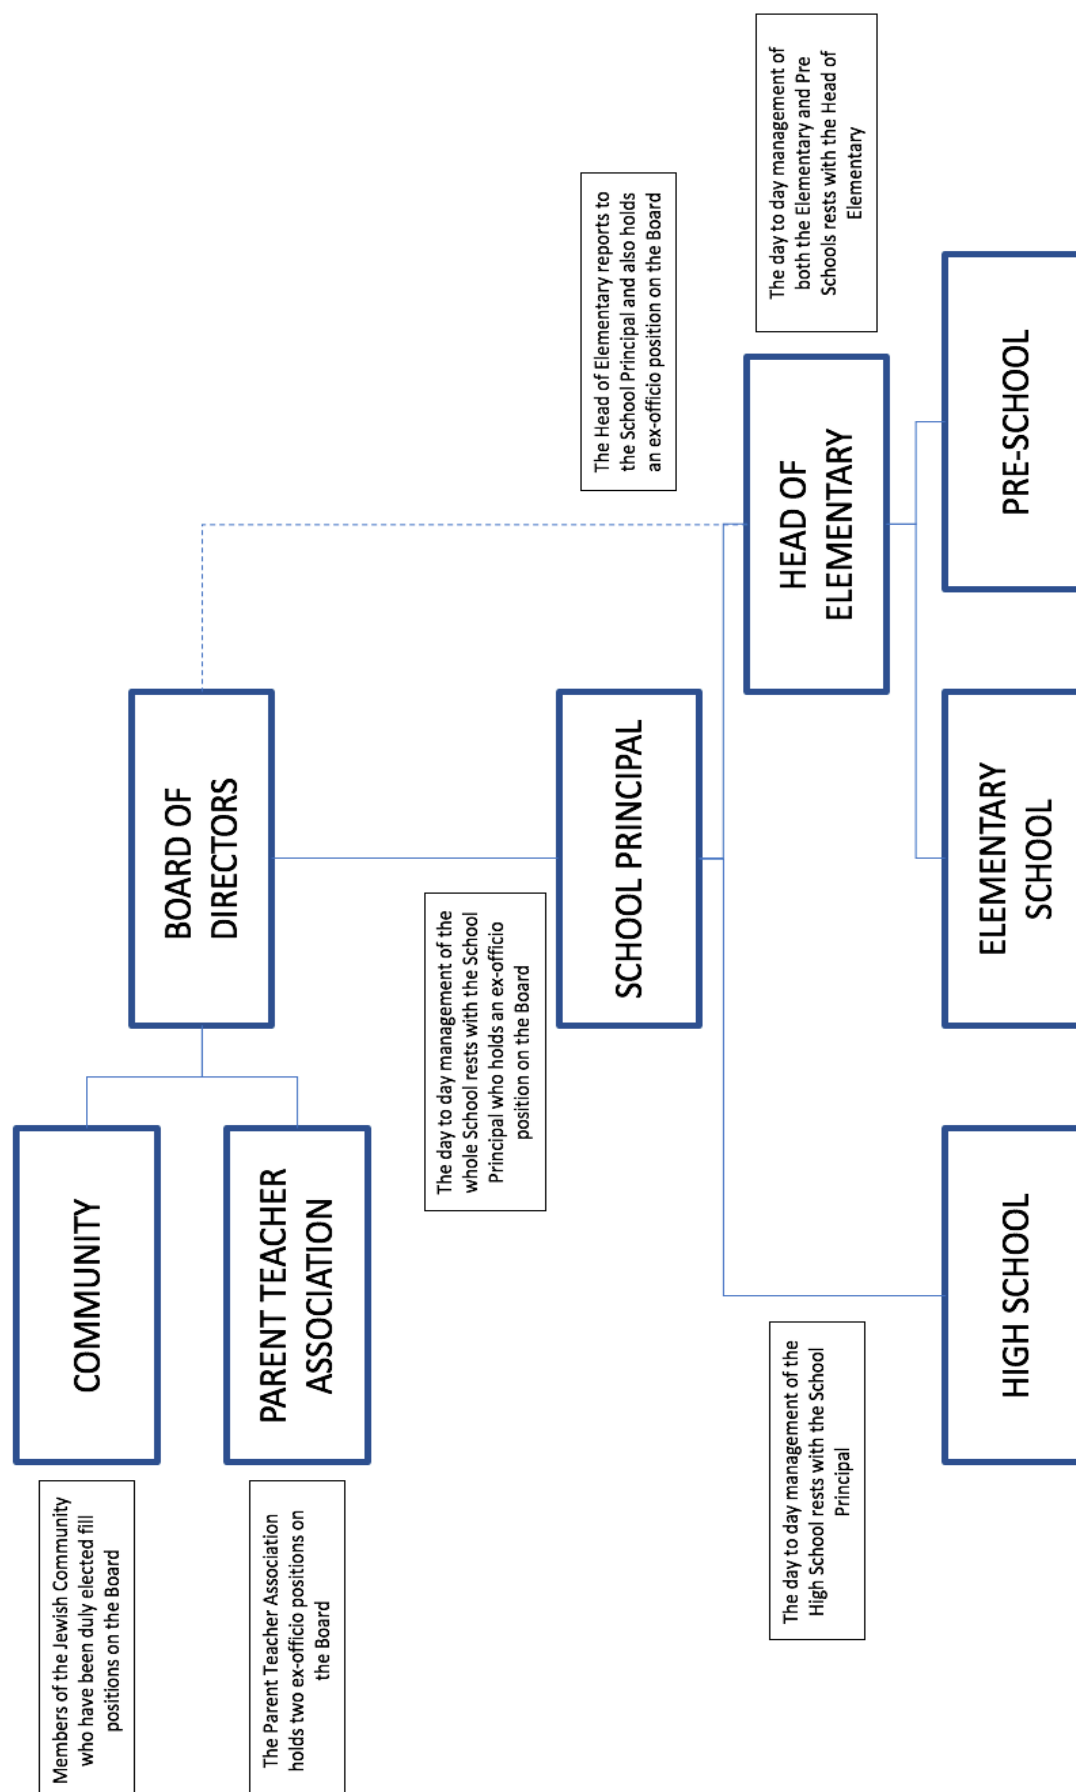 Members of the Jewish Community
who have been duly elected fill
positions on the Board
COMMUNITY
BOARD OF
DIRECTORS
The Parent Teacher Association
holds two ex-officio positions on
the Board
PARENT TEACHER
ASSOCIATION
The day to day management of the
whole School rests with the School
Principal who holds an ex-officio
position on the Board
SCHOOL PRINCIPAL
The Head of Elementary reports to
the School Principal and also holds
an ex-officio position on the Board
The day to day management of the
High School rests with the School
Principal
HEAD OF
ELEMENTARY
The day to day management of
both the Elementary and Pre
Schools rests with the Head of
Elementary
HIGH SCHOOL
ELEMENTARY
SCHOOL
PRE-SCHOOL